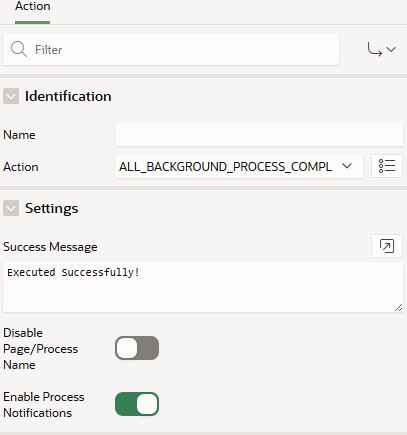 Action
Filter
Identification
Name
Action
ALL_BACKGROUND_PROCESS_COMPL
Settings
Success Message
Executed Successfully!
Disable
Page/Process
Name
Enable Process
Notifications